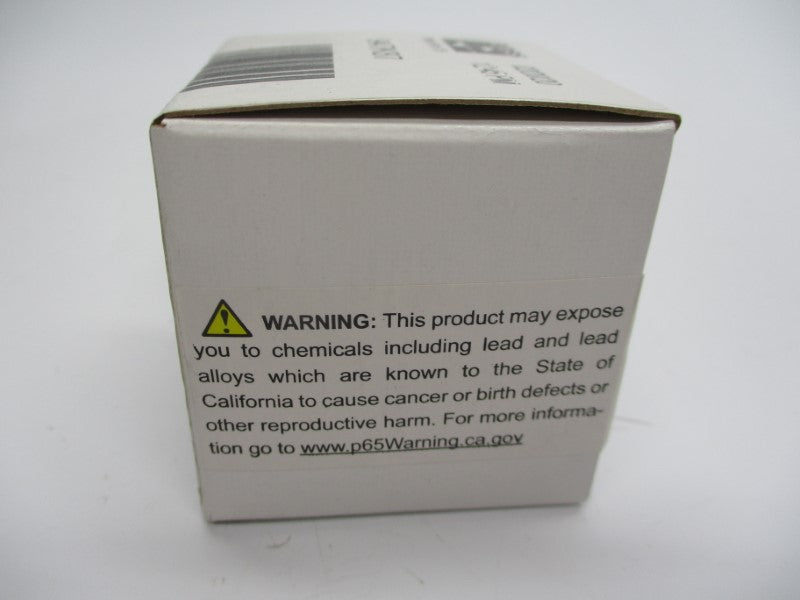 WARNING: This product may expose
you to chemicals including lead and lead
alloys which are known to the State of
California to cause cancer or birth defects or
other reproductive harm. For more informa-
tion go to www.p65Warning.ca.gov